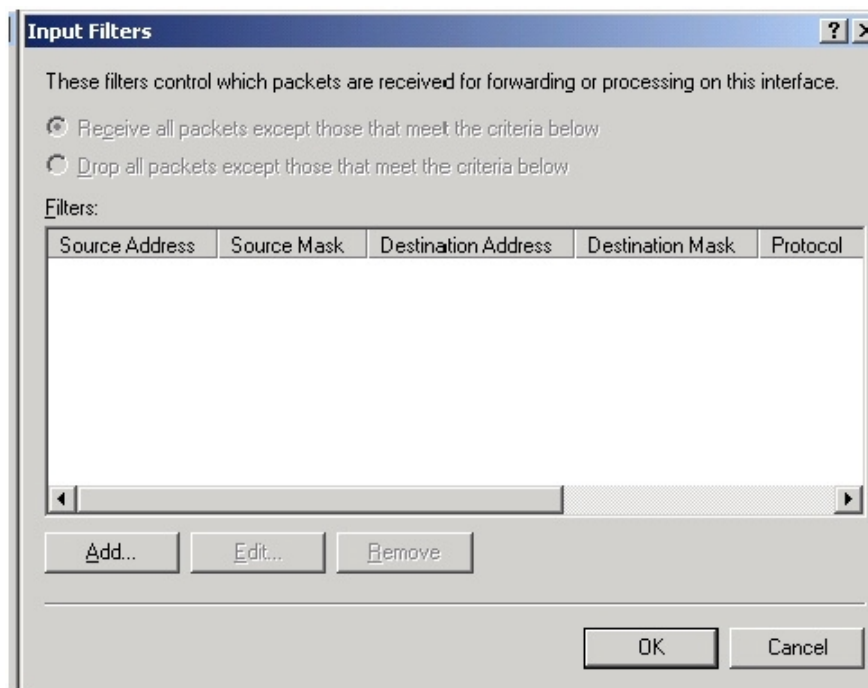 Input Filters
These filters control which packets are received for forwarding or processing on this interface.
Receive all packets except those that meet the criteria below
Drop all packets except those that meet the criteria below
Filters:
Source Address Source Mask Destination Address Destination Mask Protocol
Add... Edit... Remove
OK Cancel